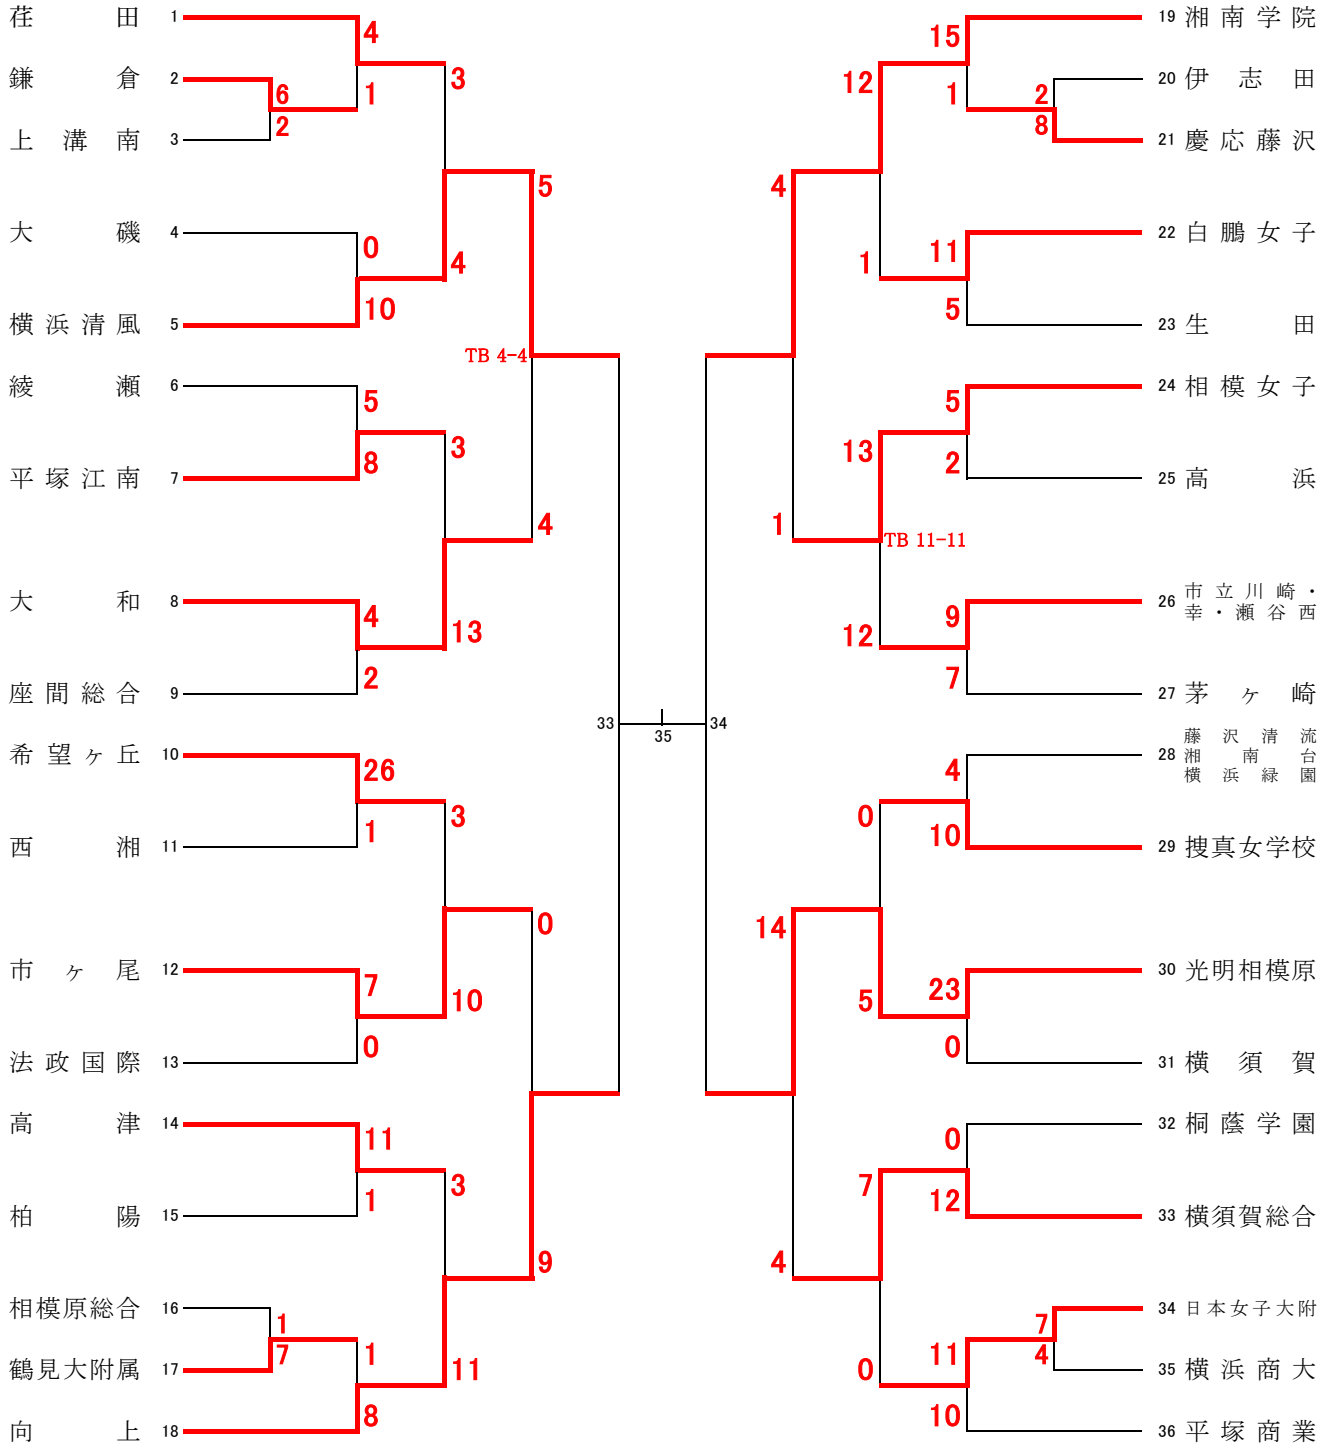 荏田 1
4
鎌倉 2
6
1
3
2
上溝南 3
5
大磯 4
0
4
10
横浜清風 5
TB 4-4
綾瀬 6
5
3
8
平塚江南 7
4
大和 8
4
13
2
座間総合 9
33
35
34
希望ヶ丘 10
26
3
1
西湘 11
0
市ヶ尾 12
7
10
0
法政国際 13
高津 14
11
3
1
柏陽 15
9
相模原総合 16
1
7
1
11
鶴見大附属 17
8
向上 18
19 湘南学院
15
12
1
2
20 伊志田
8
21 慶応藤沢
4
22 白鵬女子
11
1
5
23 生田
24 相模女子
5
13
2
25 高浜
1
TB 11-11
26 市立川崎・
幸・瀬谷西
9
12
7
27 茅ヶ崎
28 藤沢清流
湘南台
横浜緑園
4
0
10
29 捜真女学校
14
30 光明相模原
23
5
0
31 横須賀
32 桐蔭学園
0
7
12
33 横須賀総合
4
34 日本女子大附
7
11
4
0
35 横浜商大
10
36 平塚商業